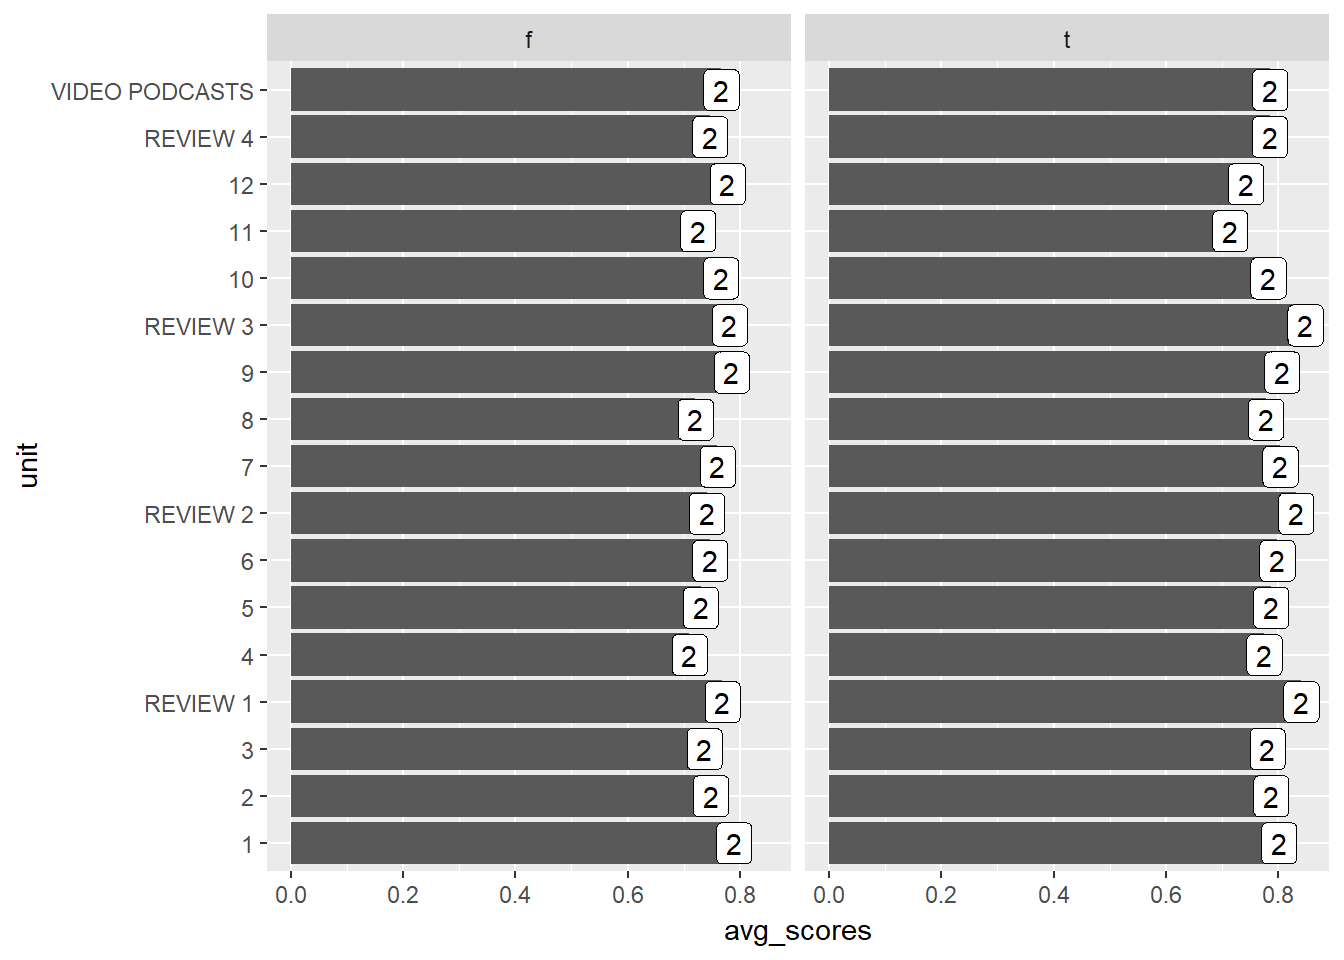 f t
VIDEO PODCASTS 2 2
REVIEW 4 2 2
12 2 2
11 2 2
10 2 2
REVIEW 3 2 2
9 2 2
8 2 2
7 2 2
REVIEW 2 2 2
6 2 2
5 2 2
4 2 2
REVIEW 1 2 2
3 2 2
2 2 2
1 2 2
unit
0.0 0.2 0.4 0.6 0.8 0.0 0.2 0.4 0.6 0.8
avg_scores